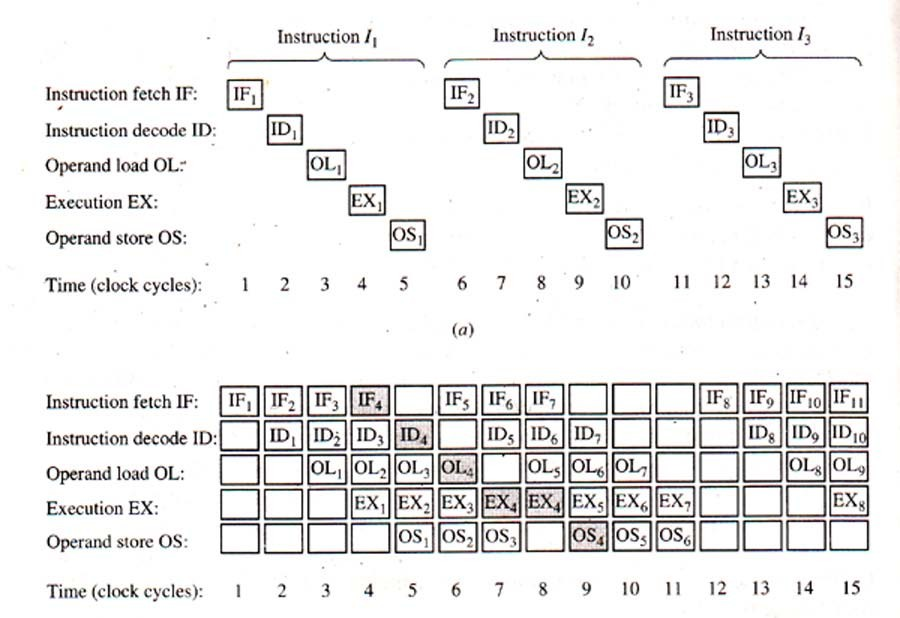 Instruction I1 Instruction I2 Instruction I3
Instruction fetch IF: IF1 IF2 IF3
Instruction decode ID: ID1 ID2 ID3
Operand load OL: OL1 OL2 OL3
Execution EX: EX1 EX2 EX3
Operand store OS: OS1 OS2 OS3
Time (clock cycles): 1 2 3 4 5 6 7 8 9 10 11 12 13 14 15
(a)
Instruction fetch IF: IF1 IF2 IF3 IF4 IF5 IF6 IF7 IF8 IF9 IF10 IF11
Instruction decode ID: ID1 ID2 ID3 ID4 ID5 ID6 ID7 ID8 ID9 ID10
Operand load OL: OL1 OL2 OL3 OL4 OL5 OL6 OL7 OL8 OL9
Execution EX: EX1 EX2 EX3 EX4 EX4 EX5 EX6 EX7 EX8
Operand store OS: OS1 OS2 OS3 OS4 OS5 OS6
Time (clock cycles): 1 2 3 4 5 6 7 8 9 10 11 12 13 14 15